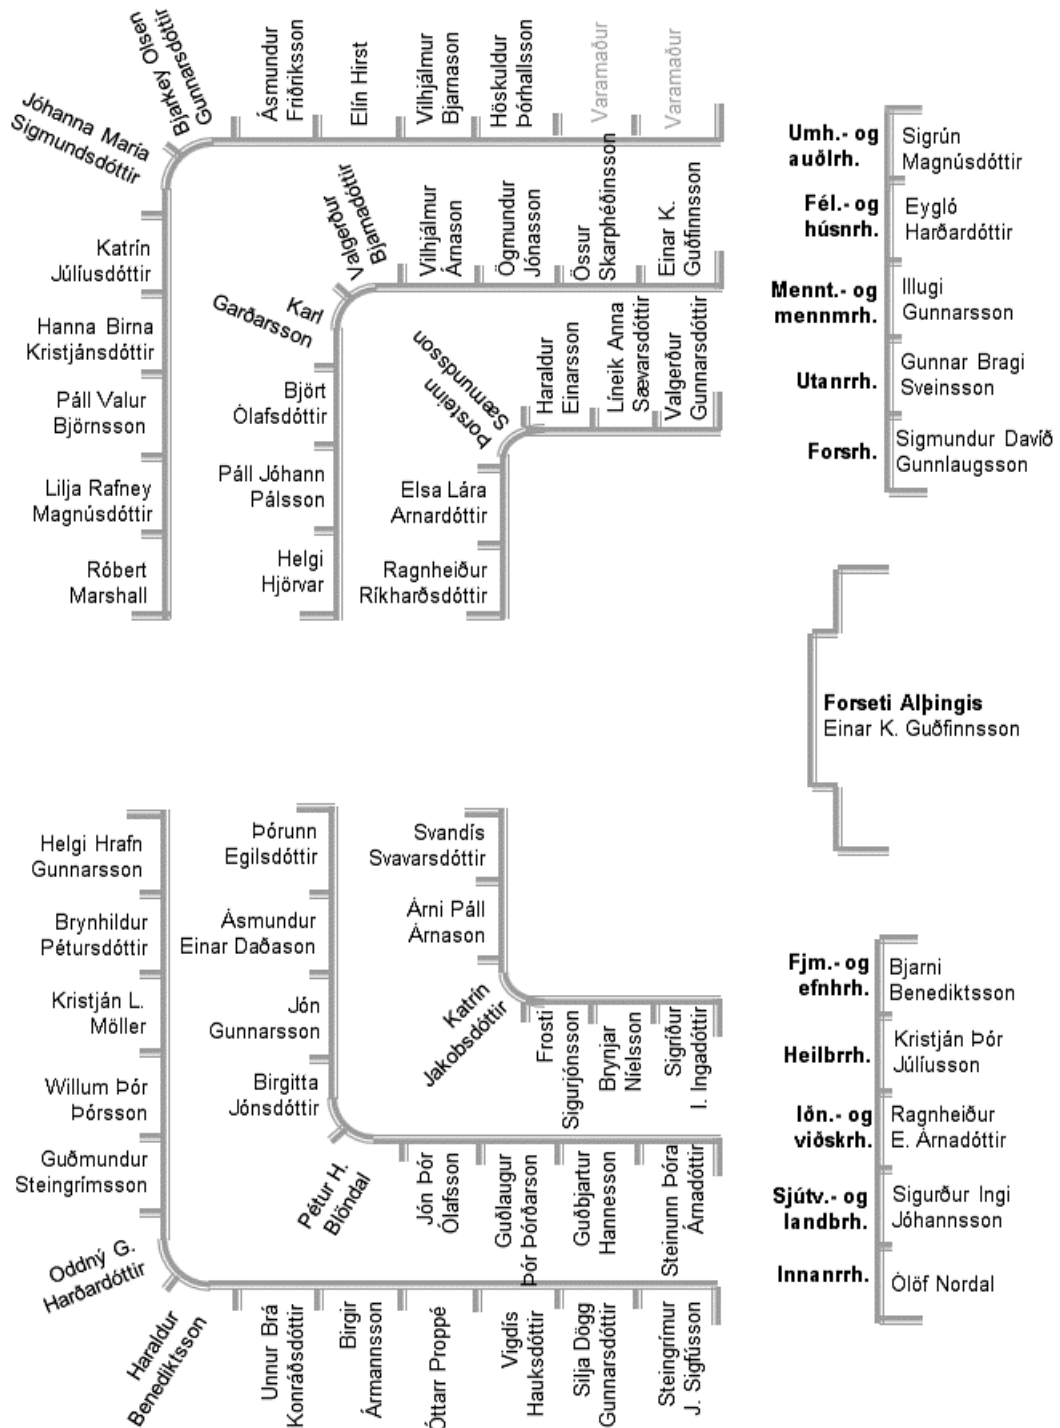 Jóhanna María
Sigmundsdóttir
Bjarkey Olsen
Gunnarsdóttir
Ásmundur
Friðriksson
Elín Hirst
Vilhjálmur
Bjarnason
Höskuldur
Þórhallsson
Varamaður
Varamaður
Katrín
Júlíusdóttir
Hanna Birna
Kristjánsdóttir
Páll Valur
Björnsson
Lilja Rafney
Magnúsdóttir
Róbert
Marshall
Karl
Garðarsson
Valgerður
Bjarnadóttir
Vilhjálmur
Árnason
Ögmundur
Jónasson
Össur
Skarphéðinsson
Einar K.
Guðfinnsson
Björt
Ólafsdóttir
Páll Jóhann
Pálsson
Helgi
Hjörvar
Þorsteinn
Sæmundsson
Haraldur
Einarsson
Líneik Anna
Sævarsdóttir
Valgerður
Gunnarsdóttir
Elsa Lára
Arnardóttir
Ragnheiður
Ríkharðsdóttir
Umh.- og
auðlrh.
Sigrún
Magnúsdóttir
Fél.- og
húsnrh.
Eygló
Harðardóttir
Mennt.- og
mennmrh.
Illugi
Gunnarsson
Utanrrh.
Gunnar Bragi
Sveinsson
Forsrh.
Sigmundur Davíð
Gunnlaugsson
Forseti Alþingis
Einar K. Guðfinnsson
Helgi Hrafn
Gunnarsson
Brynhildur
Pétursdóttir
Kristján L.
Möller
Willum Þór
Þórsson
Guðmundur
Steingrímsson
Oddný G.
Harðardóttir
Haraldur
Benediktsson
Unnur Brá
Konráðsdóttir
Birgir
Ármannsson
Óttarr Proppé
Vigdís
Hauksdóttir
Silja Dögg
Gunnarsdóttir
Steingrímur
J. Sigfússon
Þórunn
Egilsdóttir
Ásmundur
Einar Daðason
Jón
Gunnarsson
Birgitta
Jónsdóttir
Pétur H.
Blöndal
Jón Þór
Ólafsson
Guðlaugur
Þór Þórðarson
Guðbjartur
Hannesson
Steinunn Þóra
Árnadóttir
Svandís
Svavarsdóttir
Árni Páll
Árnason
Katrín
Jakobsdóttir
Frosti
Sigurjónsson
Brynjar
Níelsson
Sigríður
I. Ingadóttir
Fjm.- og
efnhrh.
Bjarni
Benediktsson
Heilbrrh.
Kristján Þór
Júlíusson
Iðn.- og
viðskrh.
Ragnheiður
E. Árnadóttir
Sjútv.- og
landbrh.
Sigurður Ingi
Jóhannsson
Innanrrh.
Ólöf Nordal